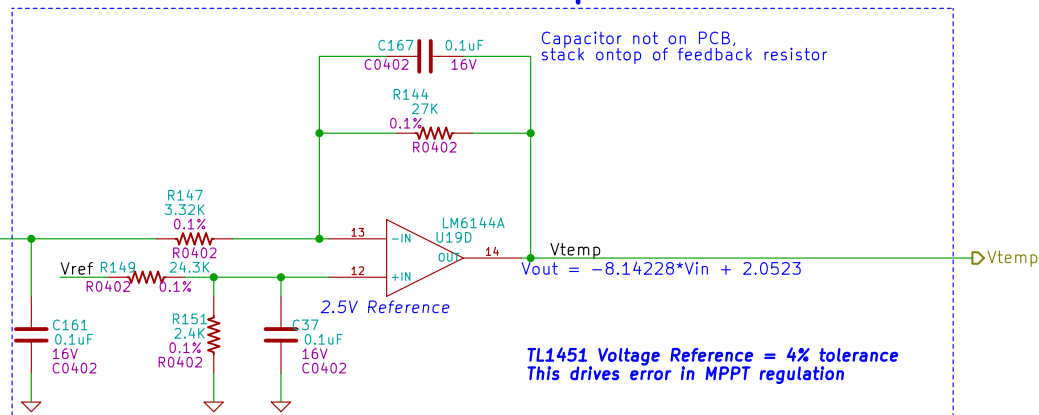 Capacitor not on PCB,
stack ontop of feedback resistor
C167
0.1uF
C0402
16V
R144
27K
0.1%
R0402
R147
3.32K
0.1%
R0402
LM6144A
U19D
13
-IN
14
OUT
12
+IN
Vtemp
Vtemp
Vout = -8.14228*Vin + 2.0523
Vref
R149
24.3K
R0402
0.1%
2.5V Reference
C161
0.1uF
16V
C0402
R151
2.4K
0.1%
R0402
C37
0.1uF
16V
C0402
TL1451 Voltage Reference = 4% tolerance
This drives error in MPPT regulation